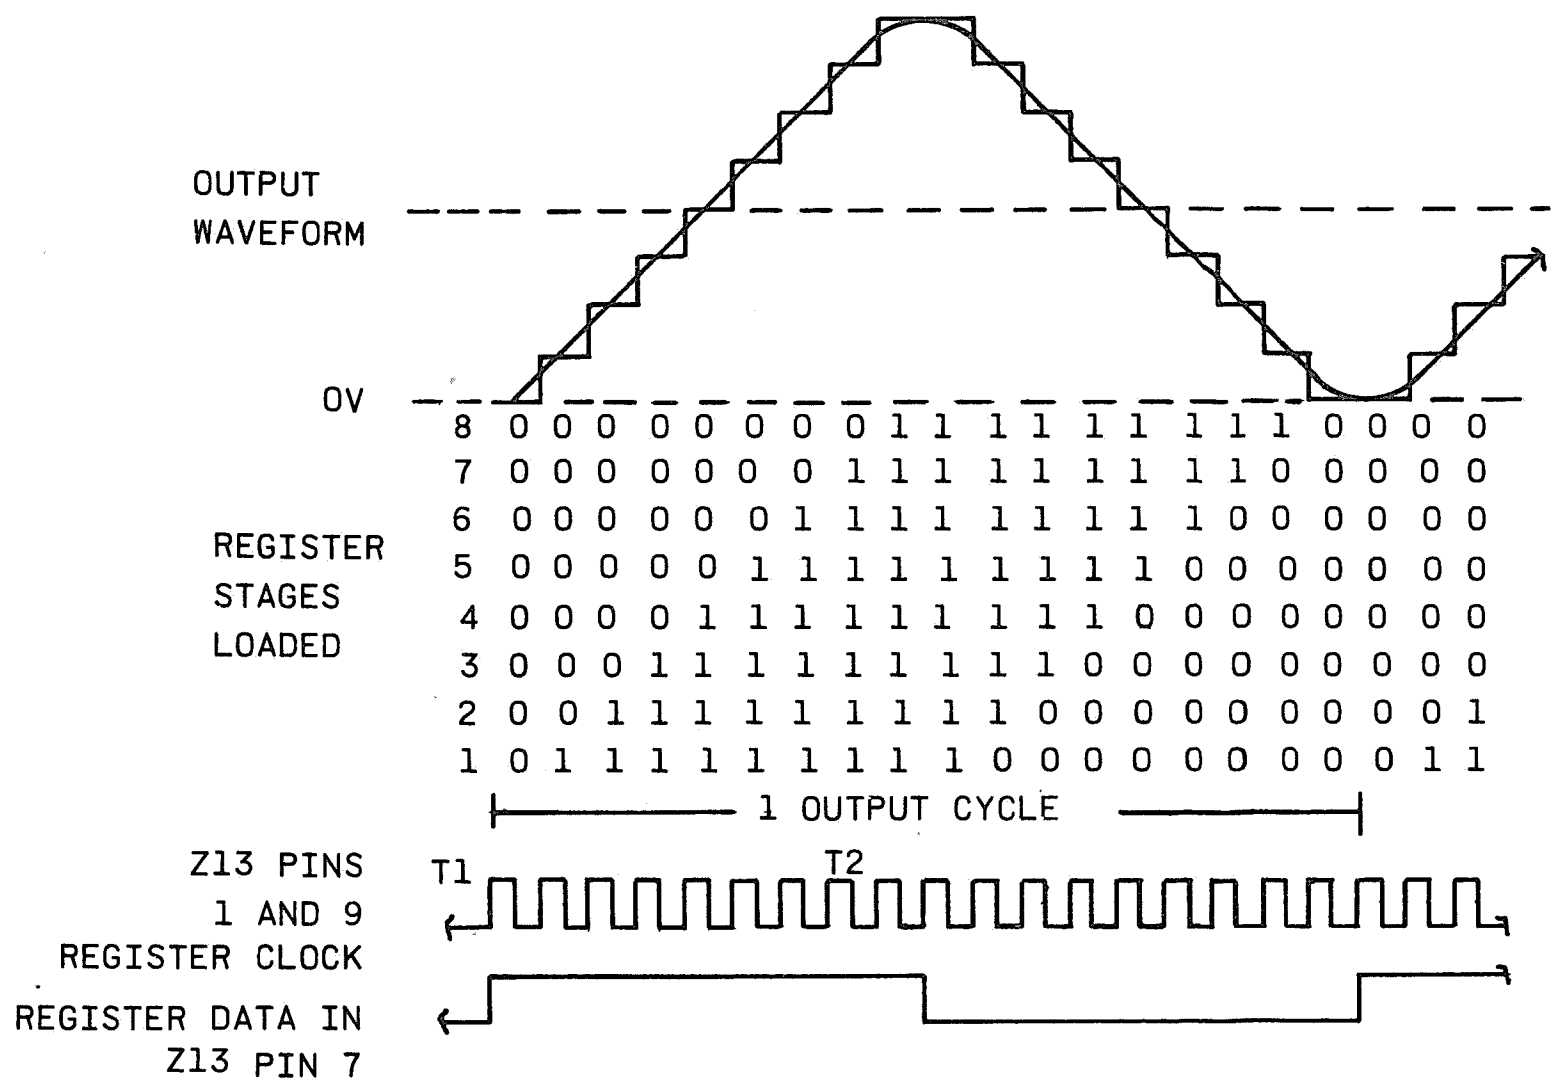 OUTPUT
WAVEFORM
0V
8 0 0 0 0 0 0 0 0 1 1 1 1 1 1 1 1 1 0 0 0 0
7 0 0 0 0 0 0 0 1 1 1 1 1 1 1 1 1 0 0 0 0 0
6 0 0 0 0 0 0 1 1 1 1 1 1 1 1 1 0 0 0 0 0 0
REGISTER
5 0 0 0 0 0 1 1 1 1 1 1 1 1 1 0 0 0 0 0 0 0
STAGES
4 0 0 0 0 1 1 1 1 1 1 1 1 1 0 0 0 0 0 0 0 0
LOADED
3 0 0 0 1 1 1 1 1 1 1 1 1 0 0 0 0 0 0 0 0 0
2 0 0 1 1 1 1 1 1 1 1 1 0 0 0 0 0 0 0 0 0 1
1 0 1 1 1 1 1 1 1 1 1 0 0 0 0 0 0 0 0 0 1 1
1 OUTPUT CYCLE
Z13 PINS
1 AND 9
REGISTER CLOCK
T1
T2
REGISTER DATA IN
Z13 PIN 7